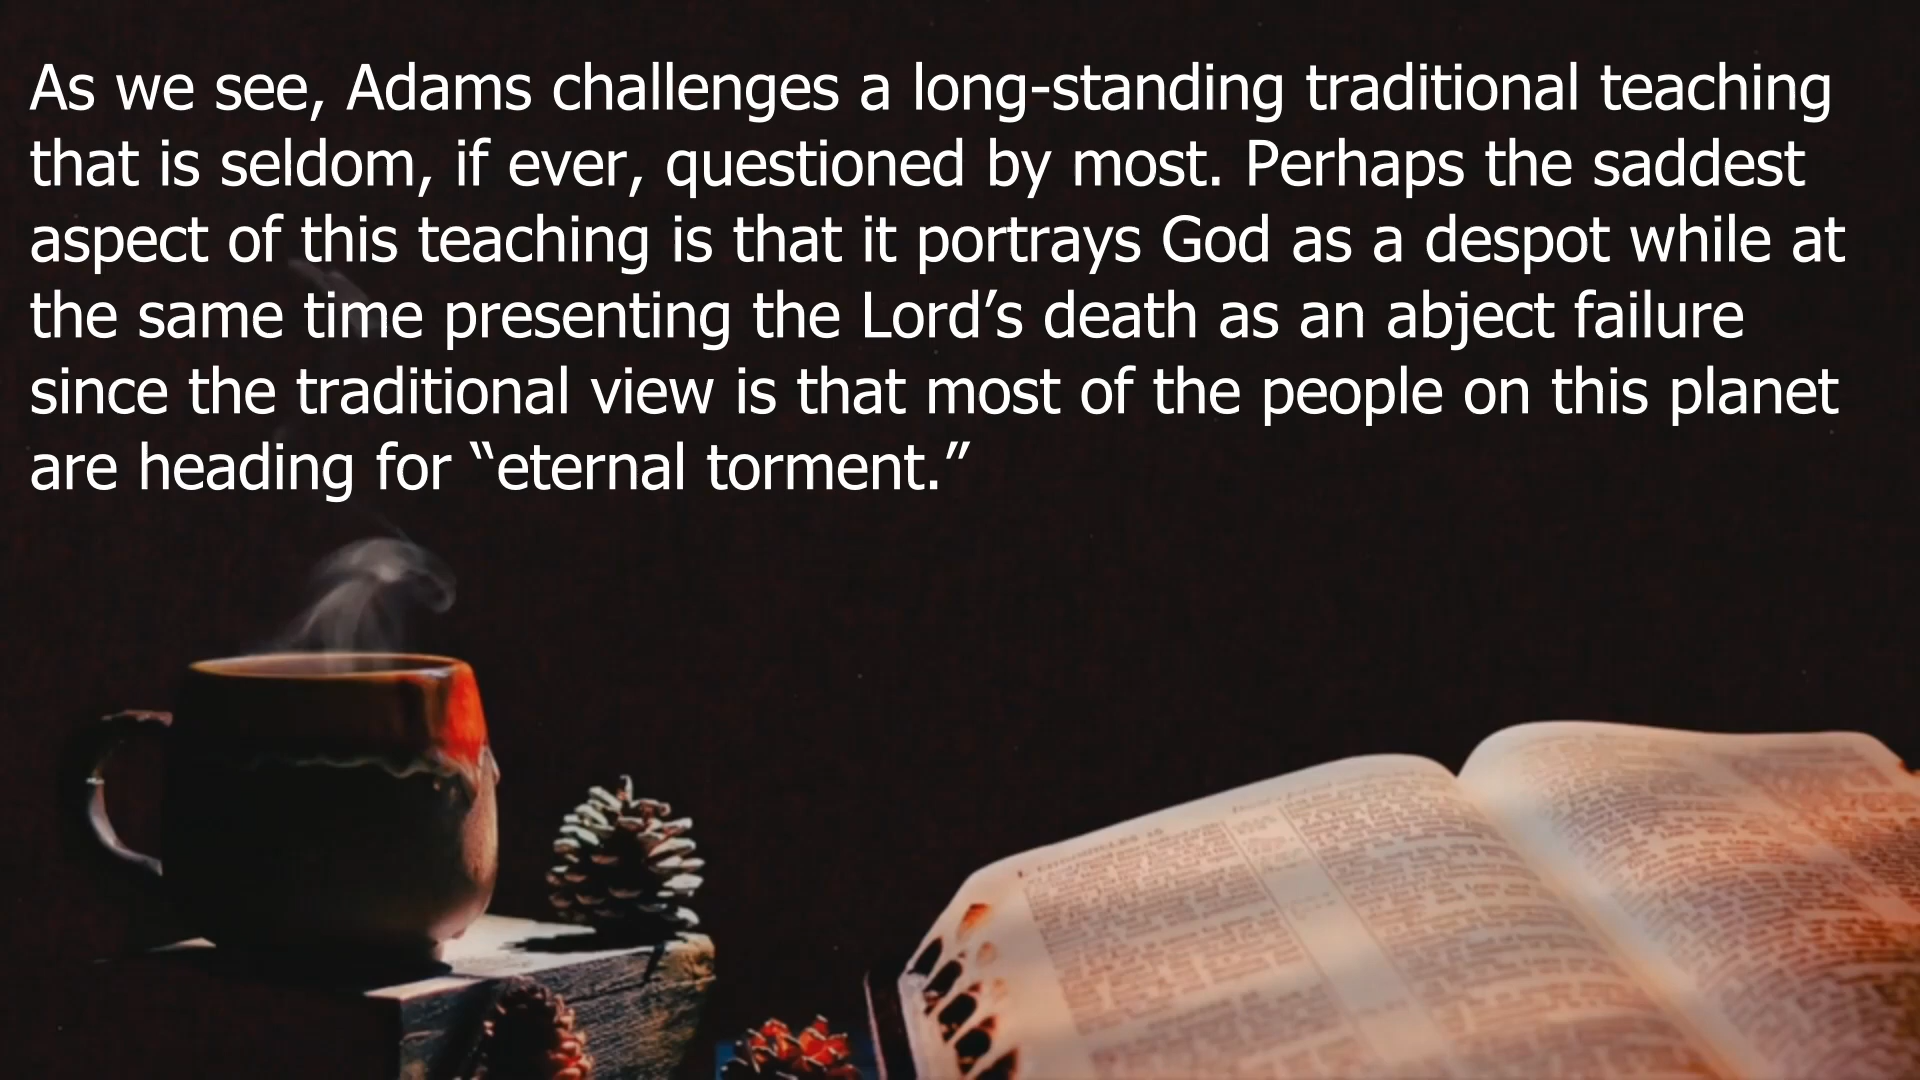 As we see, Adams challenges a long-standing traditional teaching
that is seldom, if ever, questioned by most. Perhaps the saddest
aspect of this teaching is that it portrays God as a despot while at
the same time presenting the Lord’s death as an abject failure
since the traditional view is that most of the people on this planet
are heading for “eternal torment.”